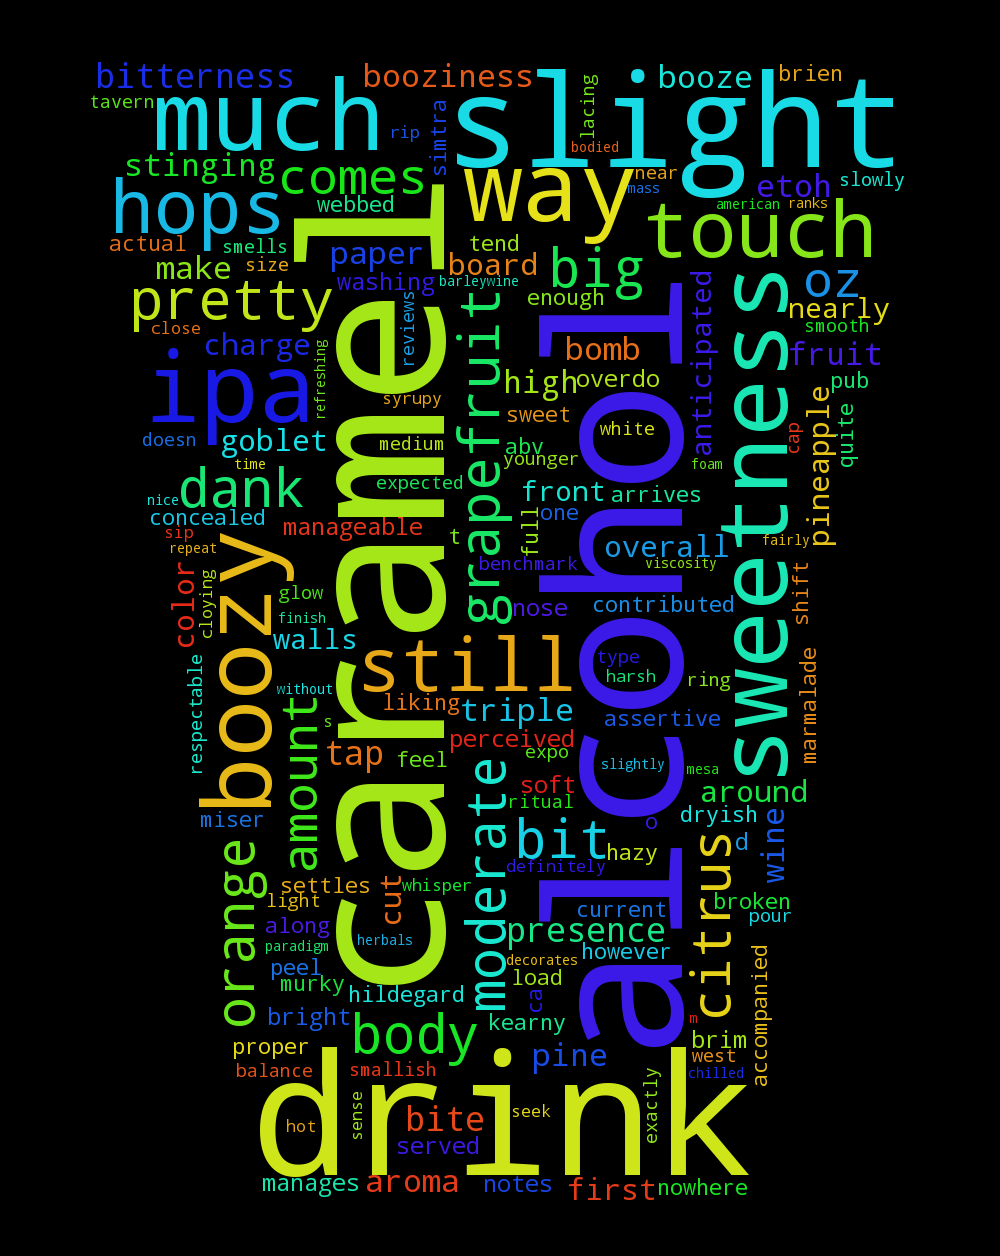 bitterness
booziness
booze
brien
tavern
much
slight
rip
simtra
lacing
bodied
stinging
comes
way
near
mass
etoh
slowly
hops
webbed
american
ranks
touch
actual
smells
paper
tend
board
big
oz
make
size
washing
barleywine
enough
nearly
pretty
close
charge
reviews
anticipated
smooth
fruit
ipa
refreshing
caramel
grapefruit
alcohol
sweetness
bomb
high
overdo
pub
syrupy
sweet
white
pineapple
cap
quite
doesn
goblet
medium
abv
younger
foam
time
dank
expected
front
arrives
nice
concealed
manageable
t
full
one
overall
fairly
sip
repeat
boozy
benchmark
viscosity
color
cloying
glow
finish
nose
contributed
shift
walls
still
type
harsh
ring
marmalade
respectable
without
s
amount
liking
triple
assertive
tap
feel
perceived
expo
slightly
mesa
soft
ritual
around
miser
moderate
bit
o
dryish
d
wine
orange
hazy
citrus
definitely
settles
cut
whisper
light
current
broken
pour
along
herbals
presence
paradigm
decorates
however
peel
murky
load
accompanied
hildegard
ca
bright
body
kearny
m
proper
pine
brim
west
balance
smallish
chilled
drink
sense
hot
bite
seek
exactly
served
manages
aroma
notes
first
nowhere